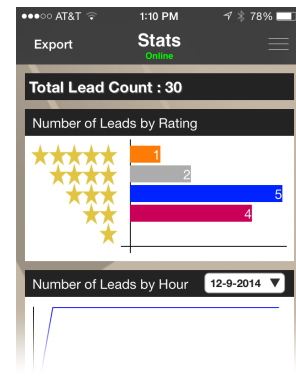 AT&T 1:10 PM 78%
Export Stats
Online
Total Lead Count : 30
Number of Leads by Rating
1
2
5
4
Number of Leads by Hour 12-9-2014